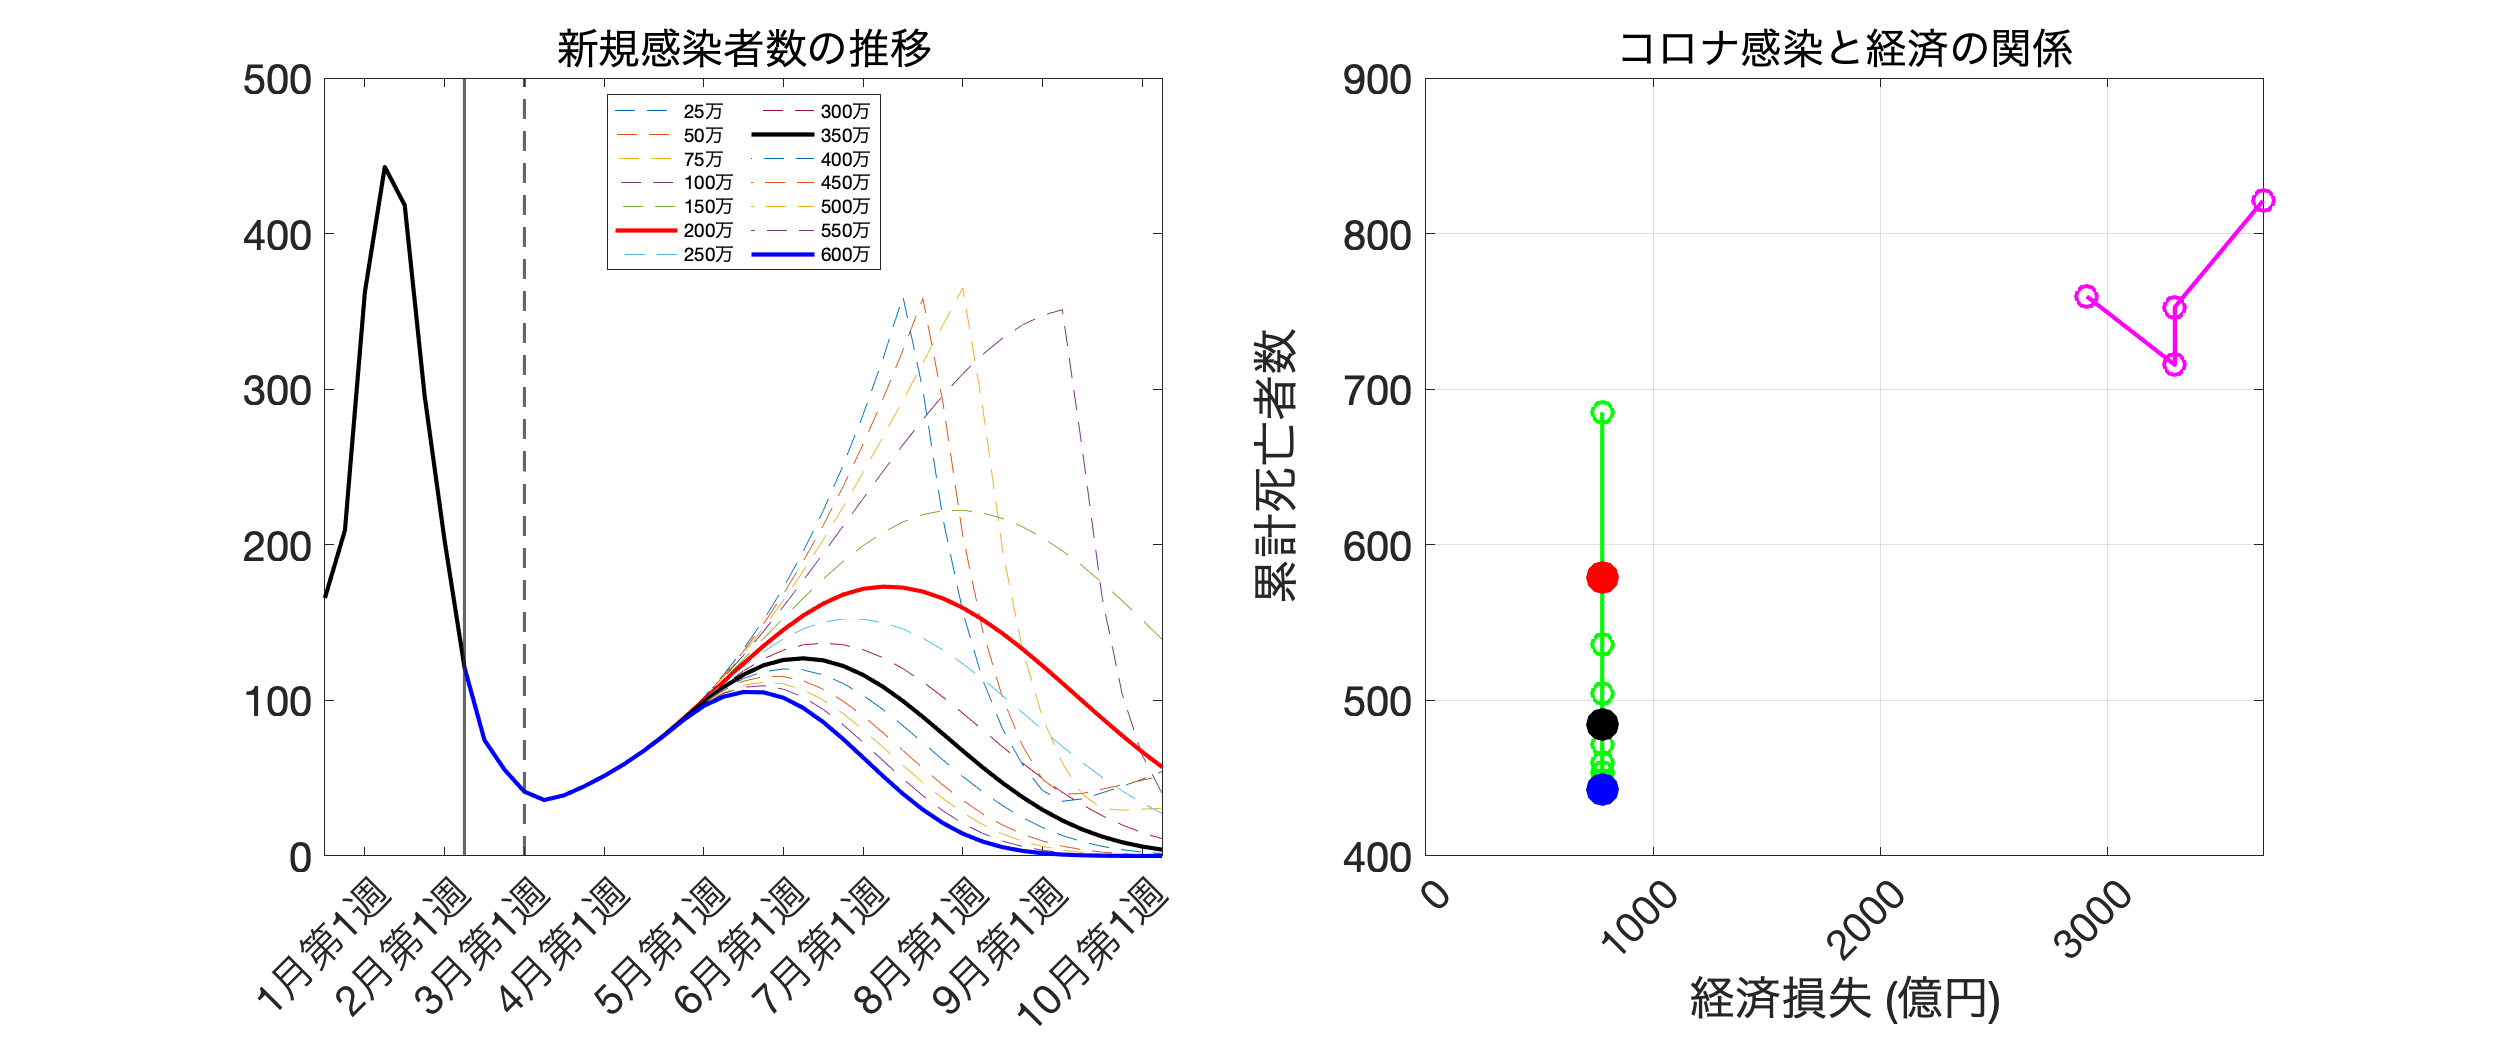 新規感染者数の推移
500
400
300
200
100
0
25万
50万
75万
100万
150万
200万
250万
300万
350万
400万
450万
500万
550万
600万
1月第1週
2月第1週
3月第1週
4月第1週
5月第1週
6月第1週
7月第1週
8月第1週
9月第1週
10月第1週
コロナ感染と経済の関係
累計死亡者数
900
800
700
600
500
400
0
1000
2000
3000
経済損失 (億円)